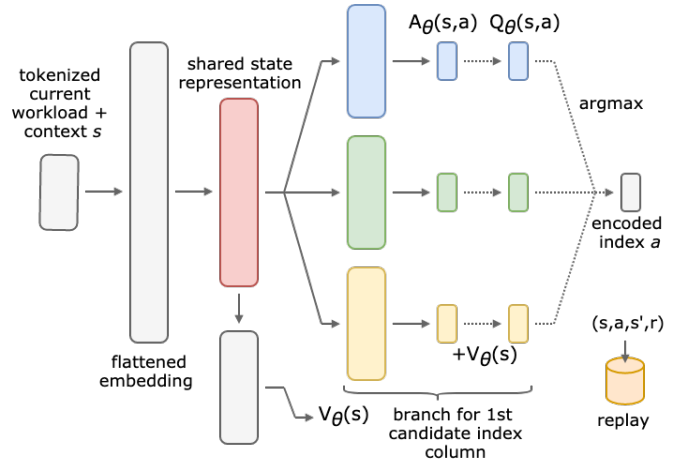 tokenized
current
workload +
context s
shared state
representation
flattened
embedding
Vθ(s)
Aθ(s,a)
Qθ(s,a)
+Vθ(s)
branch for 1st
candidate index
column
argmax
encoded
index a
(s,a,s',r)
replay